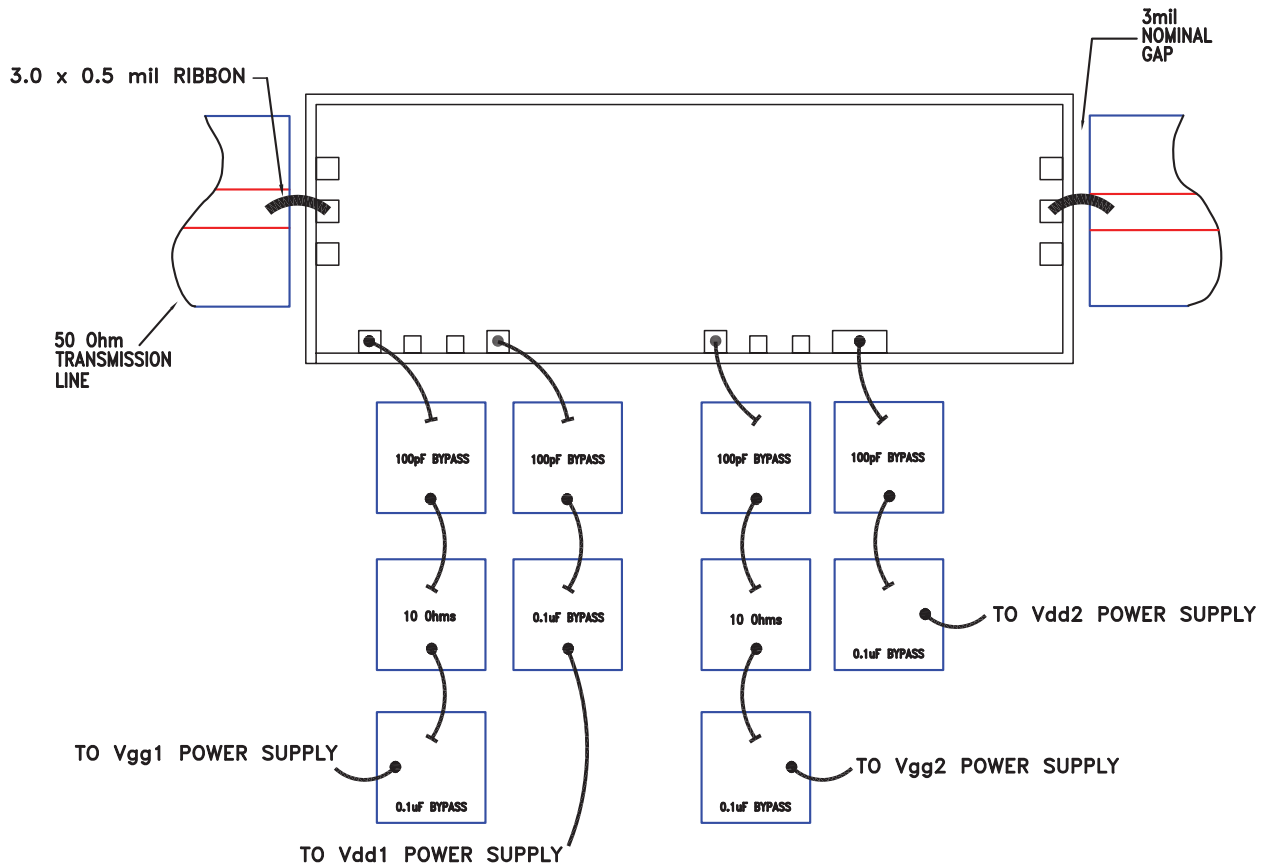 3mil
NOMINAL
GAP
3.0 x 0.5 mil RIBBON
50 Ohm
TRANSMISSION
LINE
100pF BYPASS
100pF BYPASS
100pF BYPASS
100pF BYPASS
10 Ohms
0.1uF BYPASS
10 Ohms
TO Vdd2 POWER SUPPLY
0.1uF BYPASS
TO Vgg1 POWER SUPPLY
0.1uF BYPASS
TO Vgg2 POWER SUPPLY
0.1uF BYPASS
TO Vdd1 POWER SUPPLY